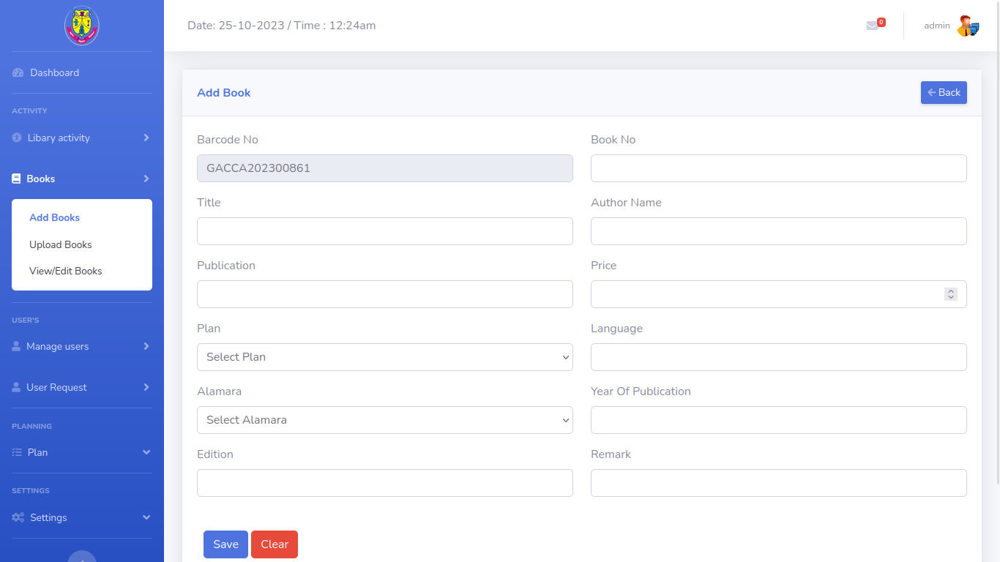 Date: 25-10-2023 / Time : 12:24am
0
admin
Dashboard
ACTIVITY
Libary activity
Books
Add Books
Upload Books
View/Edit Books
USER'S
Manage users
User Request
PLANNING
Plan
SETTINGS
Settings
Add Book
Back
Barcode No
Book No
GACCA202300861
Title
Author Name
Publication
Price
Plan
Language
Select Plan
Alamara
Year Of Publication
Select Alamara
Edition
Remark
Save
Clear